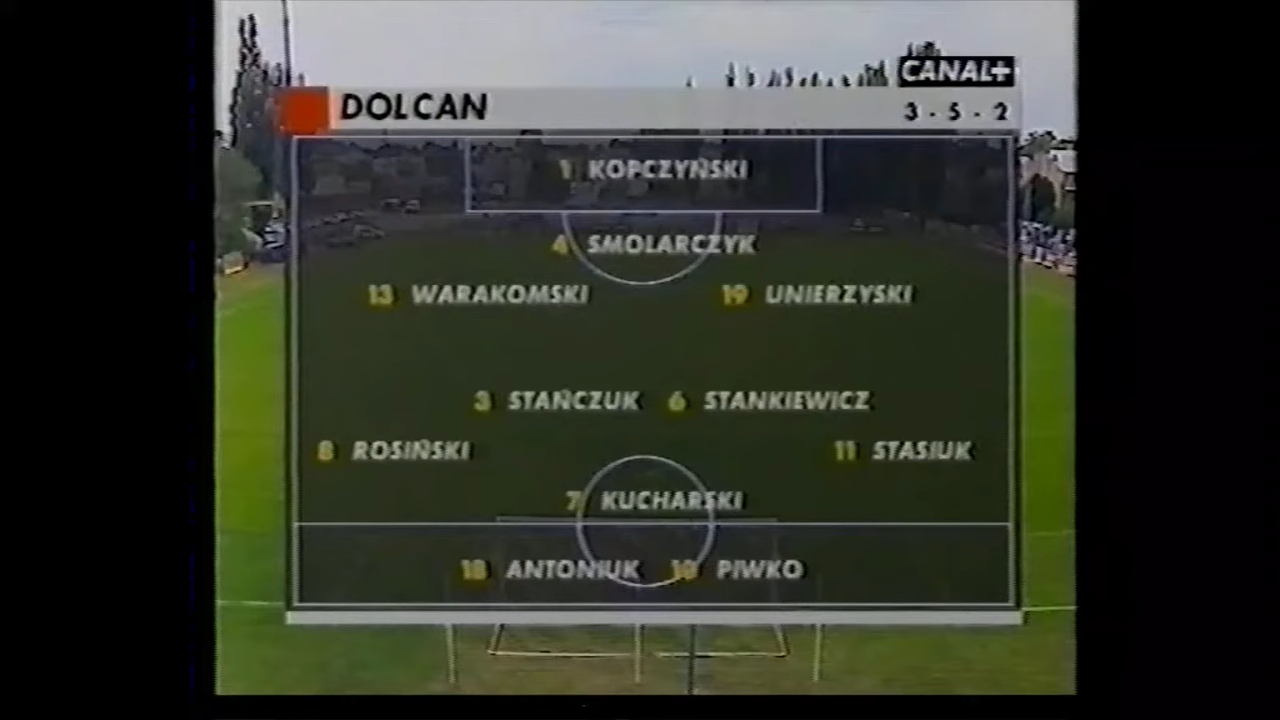 CANAL+
DOLCAN
3 - 5 - 2
1 KOPCZYŃSKI
4 SMOLARCZYK
13 WARAKOMSKI 19 UNIERZYSKI
3 STAŃCZUK 6 STANKIEWICZ
8 ROSIŃSKI 11 STASIUK
7 KUCHARSKI
18 ANTONIUK 10 PIWKO